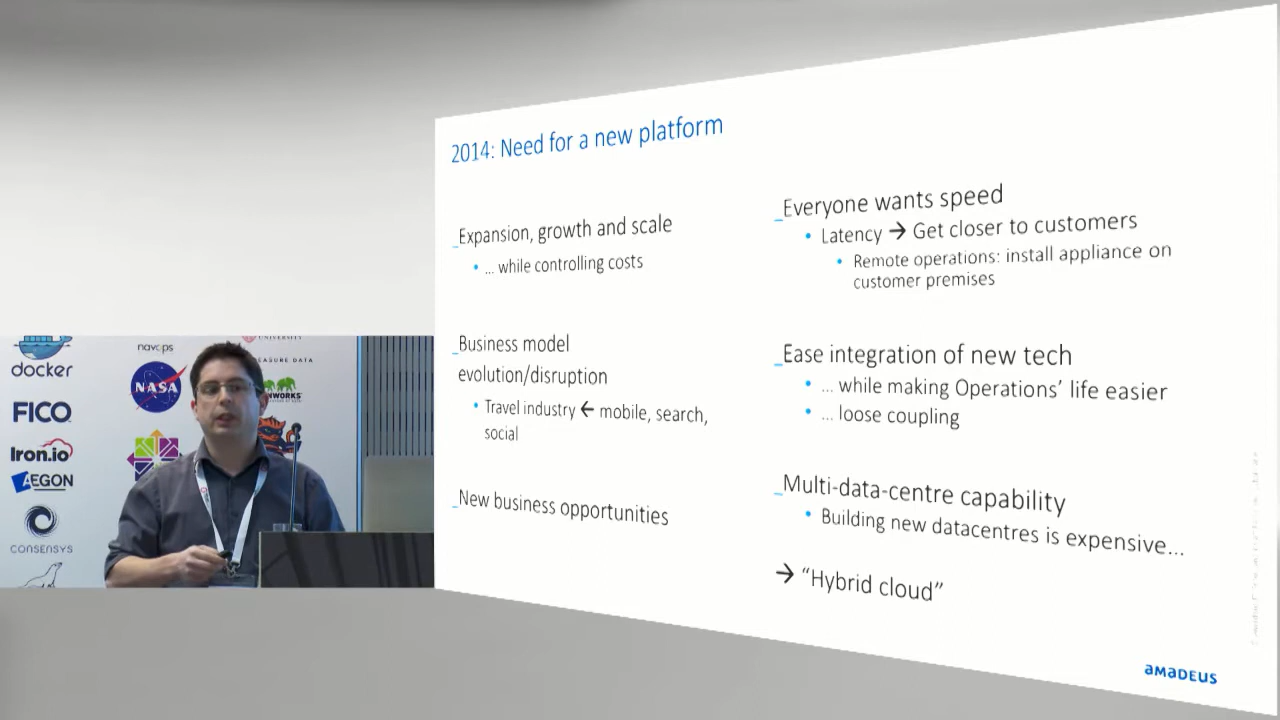 2014: Need for a new platform
_Expansion, growth and scale
• ... while controlling costs
_Business model
evolution/disruption
• Travel industry ← mobile, search,
social
_New business opportunities
_Everyone wants speed
• Latency → Get closer to customers
• Remote operations: install appliance on
customer premises
_Ease integration of new tech
• ... while making Operations' life easier
• ... loose coupling
_Multi-data-centre capability
• Building new datacentres is expensive...
→ “Hybrid cloud”
amadeus
docker
navops
UNIVERSITY
NASA
FICO
Iron.io
AEGON
CONSENSYS